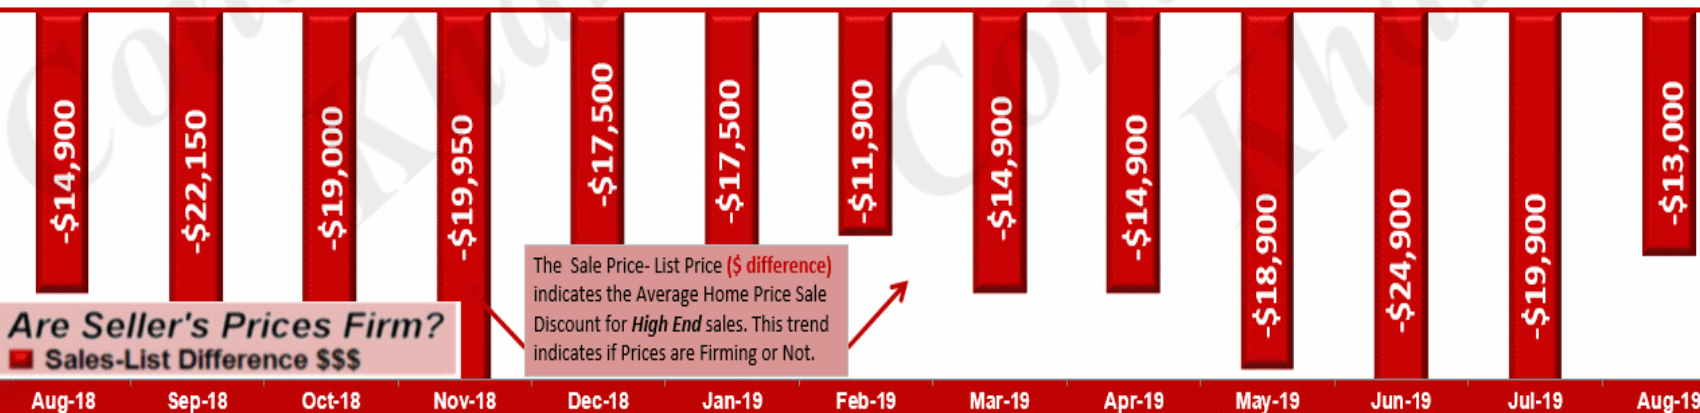 -$14,900
-$22,150
-$19,000
-$19,950
-$17,500
-$17,500
-$11,900
-$14,900
-$14,900
-$18,900
-$24,900
-$19,900
-$13,000
The Sale Price- List Price ($ difference)
indicates the Average Home Price Sale
Discount for High End sales. This trend
indicates if Prices are Firming or Not.
Are Seller's Prices Firm?
Sales-List Difference $$$
Aug-18 Sep-18 Oct-18 Nov-18 Dec-18 Jan-19 Feb-19 Mar-19 Apr-19 May-19 Jun-19 Jul-19 Aug-19